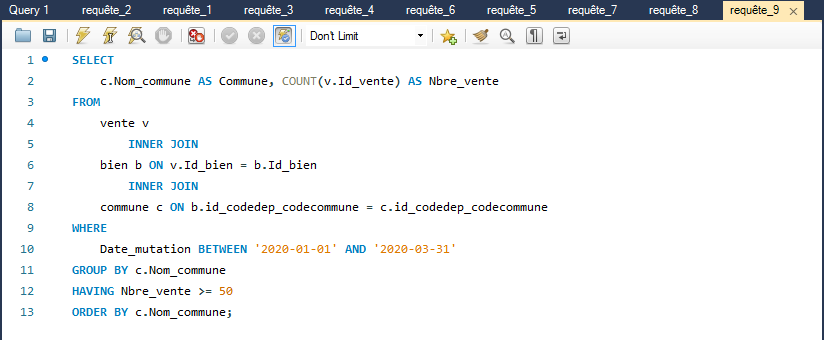 Query 1 requête_2 requête_1 requête_3 requête_4 requête_6 requête_5 requête_7 requête_8 requête_9
Don't Limit
1 SELECT
2 c.Nom_commune AS Commune, COUNT(v.Id_vente) AS Nbre_vente
3 FROM
4 vente v
5 INNER JOIN
6 bien b ON v.Id_bien = b.Id_bien
7 INNER JOIN
8 commune c ON b.id_codedep_codecommune = c.id_codedep_codecommune
9 WHERE
10 Date_mutation BETWEEN '2020-01-01' AND '2020-03-31'
11 GROUP BY c.Nom_commune
12 HAVING Nbre_vente >= 50
13 ORDER BY c.Nom_commune;